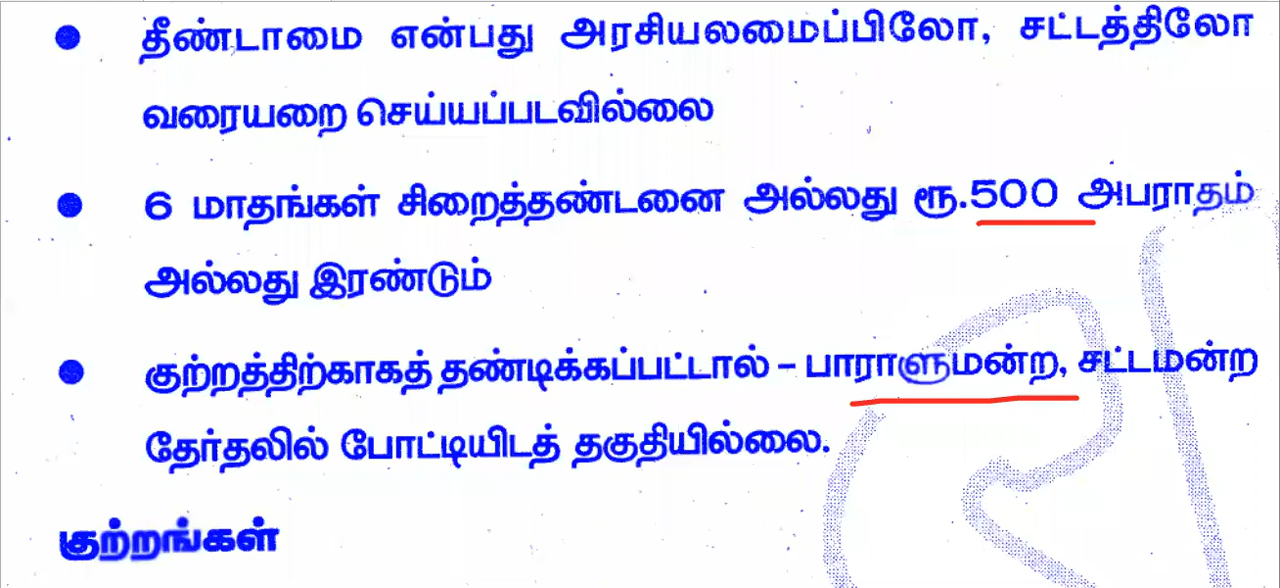 ● தீண்டாமை என்பது அரசியலமைப்பிலோ, சட்டத்திலோ
வரையறை செய்யப்படவில்லை
● 6 மாதங்கள் சிறைத்தண்டனை அல்லது ரூ.500 அபராதம்
அல்லது இரண்டும்
● குற்றத்திற்காகத் தண்டிக்கப்பட்டால் – பாராளுமன்ற, சட்டமன்ற
தேர்தலில் போட்டியிடத் தகுதியில்லை.
குற்றங்கள்